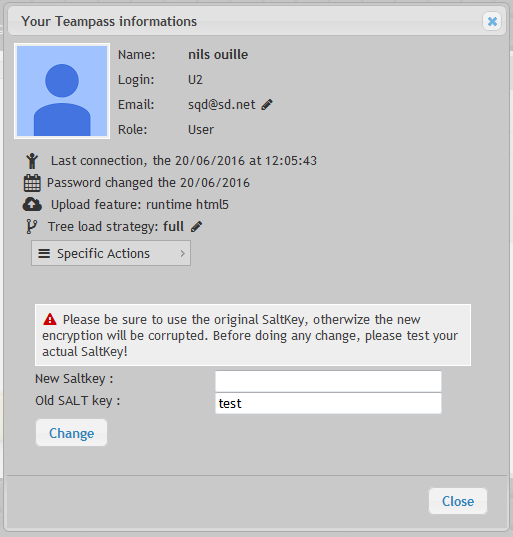 Your Teampass informations
Name: nils ouille
Login: U2
Email: sqd@sd.net
Role: User
Last connection, the 20/06/2016 at 12:05:43
Password changed the 20/06/2016
Upload feature: runtime html5
Tree load strategy: full
Specific Actions
Please be sure to use the original SaltKey, otherwize the new
encryption will be corrupted. Before doing any change, please test your
actual SaltKey!
New Saltkey :
Old SALT key : test
Change
Close